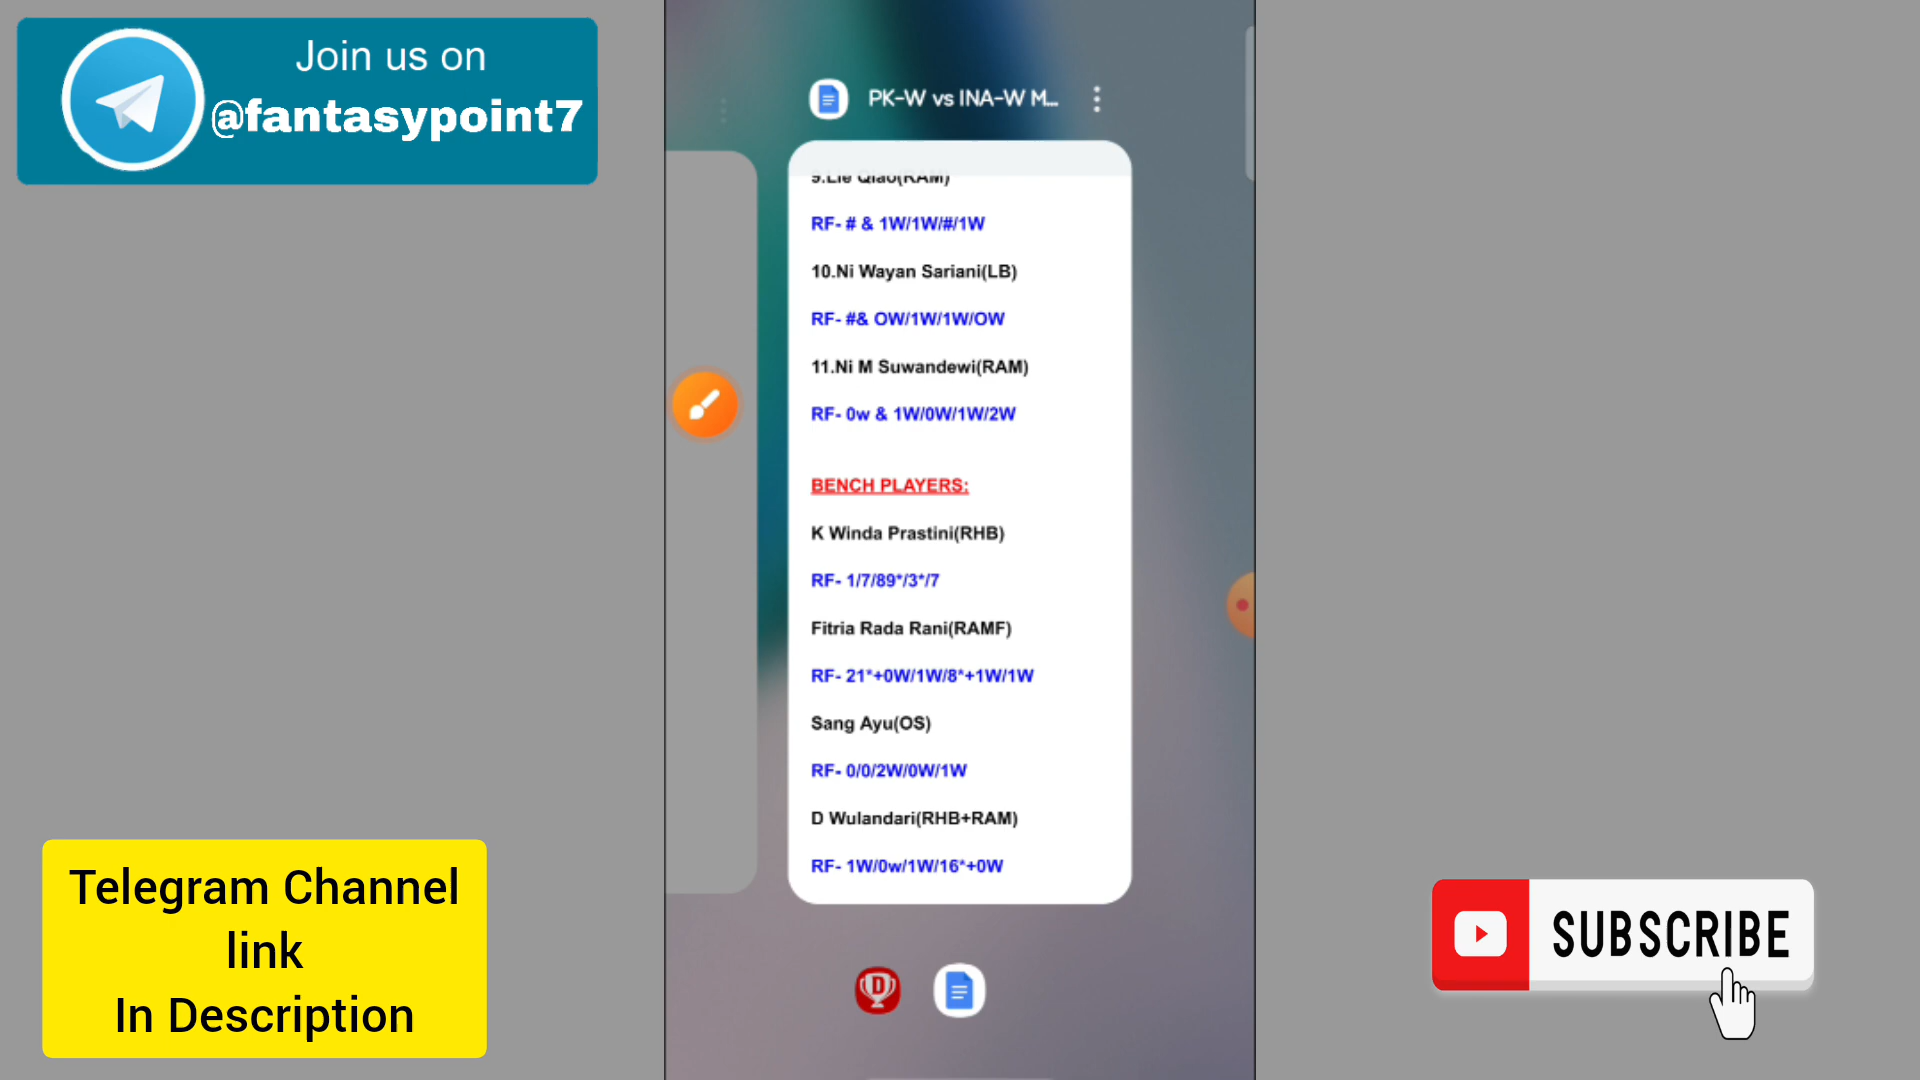 Join us on
@fantasypoint7
PK-W vs INA-W M...
9.Lie Qiao(RAM)
RF- # & 1W/1W/#/1W
10.Ni Wayan Sariani(LB)
RF- #& OW/1W/1W/OW
11.Ni M Suwandewi(RAM)
RF- 0w & 1W/0W/1W/2W
BENCH PLAYERS:
K Winda Prastini(RHB)
RF- 1/7/89*/3*/7
Fitria Rada Rani(RAMF)
RF- 21*+0W/1W/8*+1W/1W
Sang Ayu(OS)
RF- 0/0/2W/0W/1W
D Wulandari(RHB+RAM)
RF- 1W/0w/1W/16*+0W
D
Telegram Channel
link
In Description
SUBSCRIBE